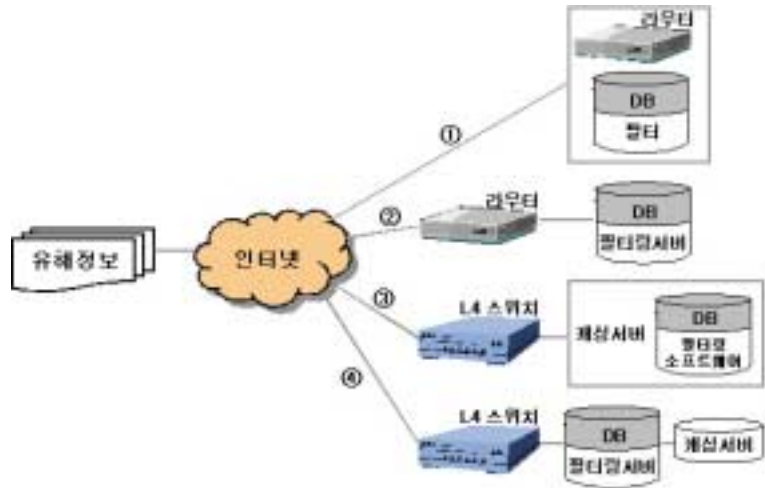 라우터
DB
필터
①
유해정보
인터넷
②
라우터
DB
필터링서버
③
L4 스위치
캐싱서버
DB
필터링
소프트웨어
④
L4 스위치
DB
필터링서버
캐싱서버